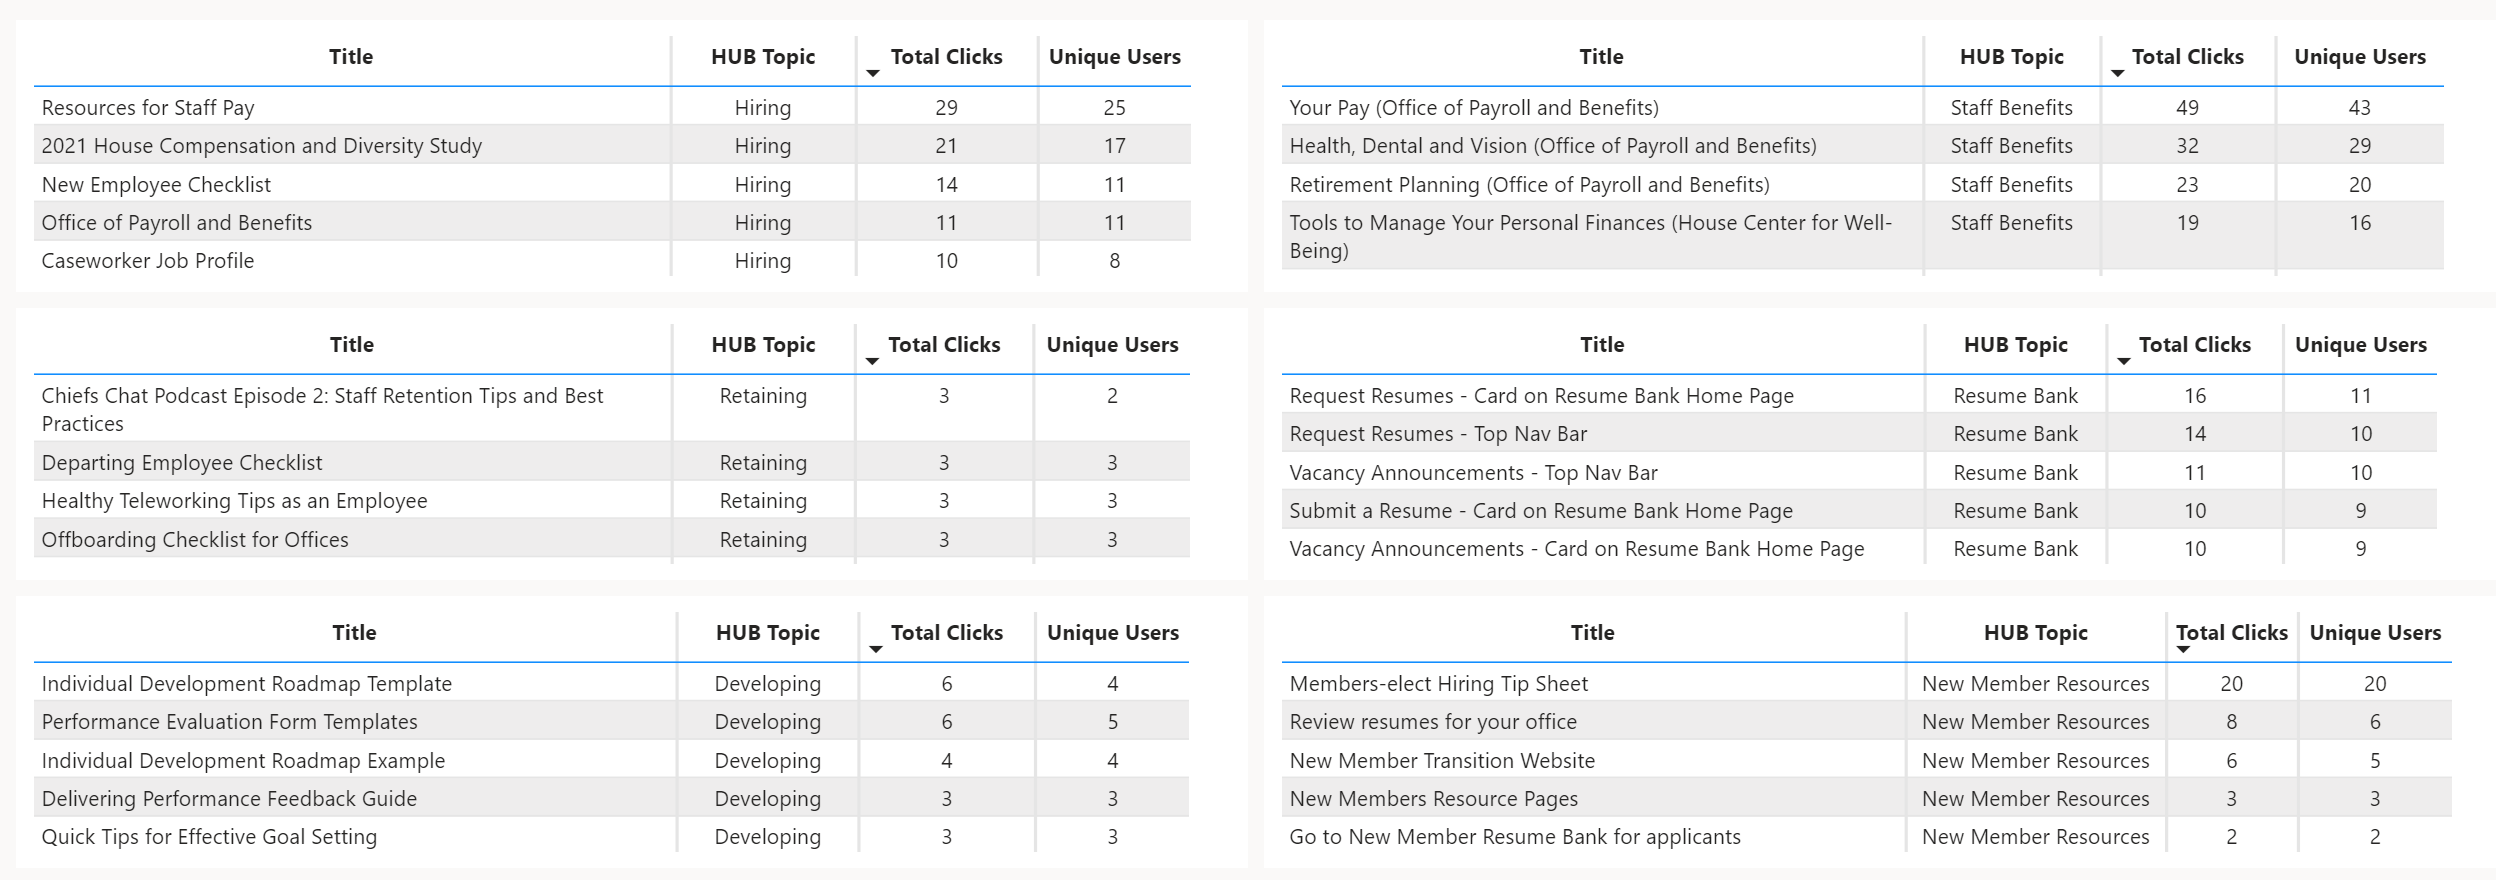 Title HUB Topic Total Clicks Unique Users
Resources for Staff Pay Hiring 29 25
2021 House Compensation and Diversity Study Hiring 21 17
New Employee Checklist Hiring 14 11
Office of Payroll and Benefits Hiring 11 11
Caseworker Job Profile Hiring 10 8
Title HUB Topic Total Clicks Unique Users
Your Pay (Office of Payroll and Benefits) Staff Benefits 49 43
Health, Dental and Vision (Office of Payroll and Benefits) Staff Benefits 32 29
Retirement Planning (Office of Payroll and Benefits) Staff Benefits 23 20
Tools to Manage Your Personal Finances (House Center for Well- Staff Benefits 19 16
Being)
Title HUB Topic Total Clicks Unique Users
Chiefs Chat Podcast Episode 2: Staff Retention Tips and Best Retaining 3 2
Practices
Departing Employee Checklist Retaining 3 3
Healthy Teleworking Tips as an Employee Retaining 3 3
Offboarding Checklist for Offices Retaining 3 3
Title HUB Topic Total Clicks Unique Users
Request Resumes - Card on Resume Bank Home Page Resume Bank 16 11
Request Resumes - Top Nav Bar Resume Bank 14 10
Vacancy Announcements - Top Nav Bar Resume Bank 11 10
Submit a Resume - Card on Resume Bank Home Page Resume Bank 10 9
Vacancy Announcements - Card on Resume Bank Home Page Resume Bank 10 9
Title HUB Topic Total Clicks Unique Users
Individual Development Roadmap Template Developing 6 4
Performance Evaluation Form Templates Developing 6 5
Individual Development Roadmap Example Developing 4 4
Delivering Performance Feedback Guide Developing 3 3
Quick Tips for Effective Goal Setting Developing 3 3
Title HUB Topic Total Clicks Unique Users
Members-elect Hiring Tip Sheet New Member Resources 20 20
Review resumes for your office New Member Resources 8 6
New Member Transition Website New Member Resources 6 5
New Members Resource Pages New Member Resources 3 3
Go to New Member Resume Bank for applicants New Member Resources 2 2